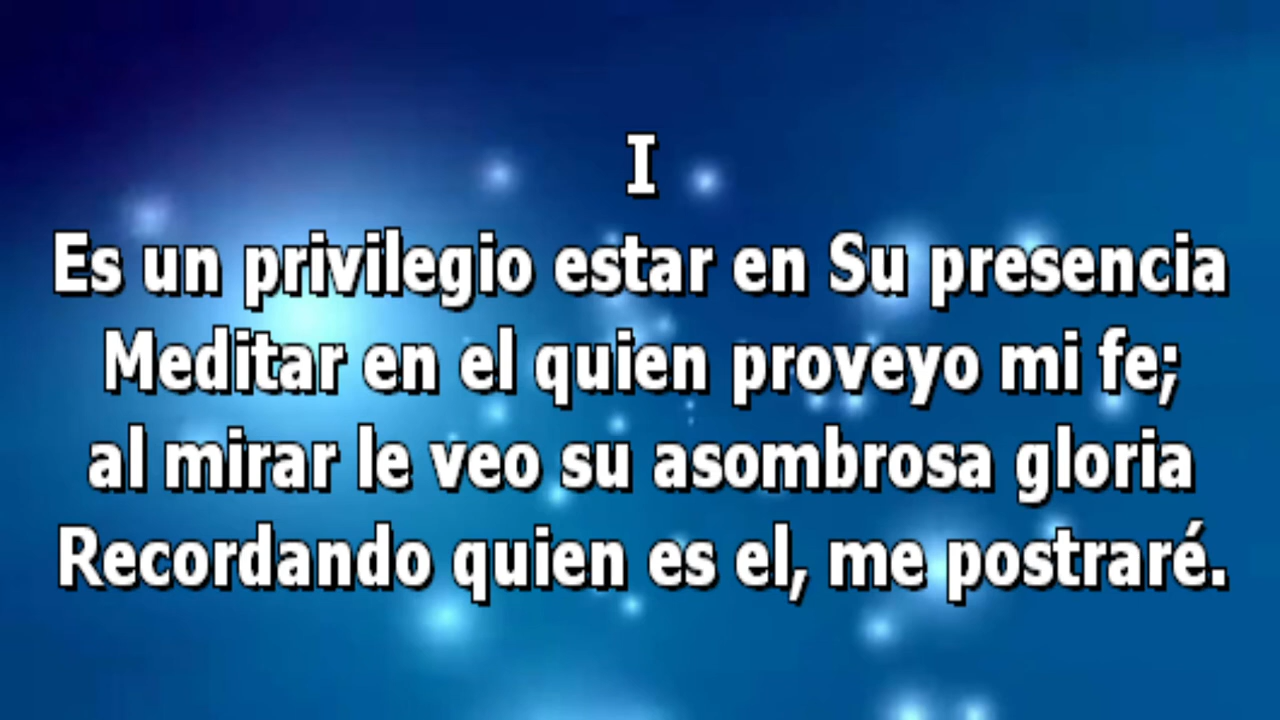 I
Es un privilegio estar en Su presencia
Meditar en el quien proveyo mi fe;
al mirar le veo su asombrosa gloria
Recordando quien es el, me postraré.